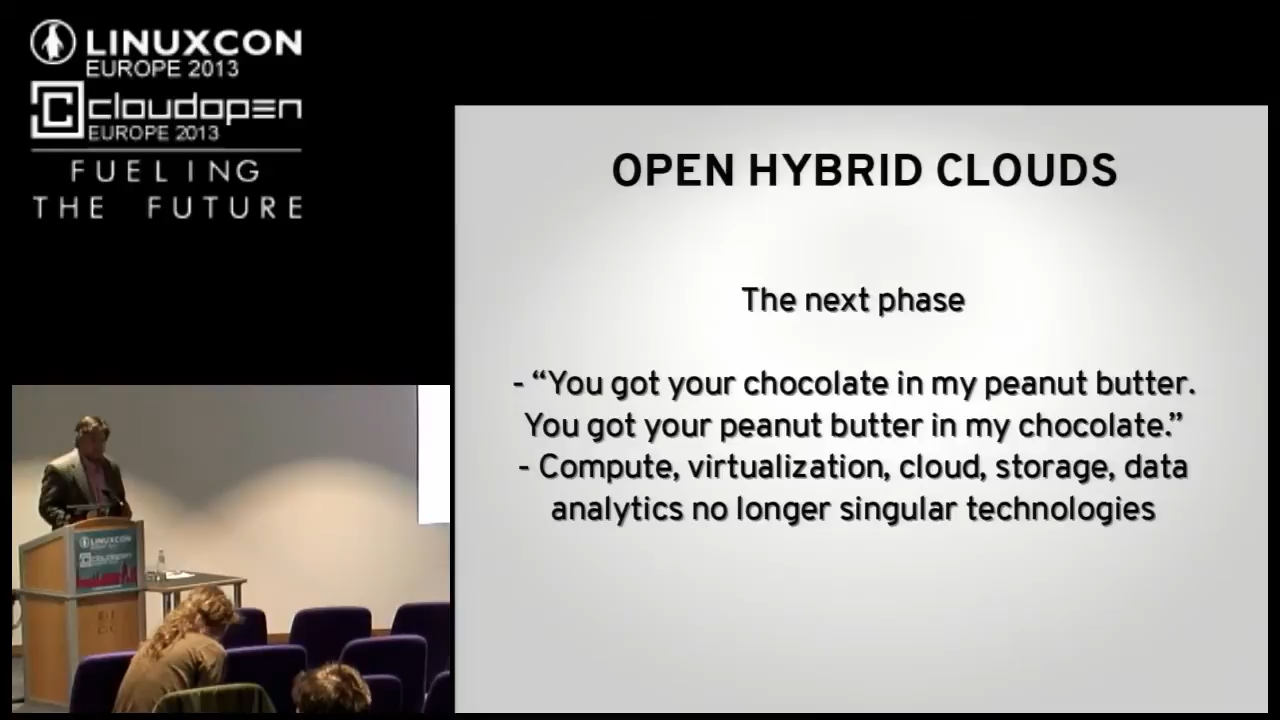 LINUXCON
EUROPE 2013
cloudopen
EUROPE 2013
FUELING
THE FUTURE
OPEN HYBRID CLOUDS
The next phase
- “You got your chocolate in my peanut butter.
You got your peanut butter in my chocolate.”
- Compute, virtualization, cloud, storage, data
analytics no longer singular technologies
LINUXCON
cloudopen